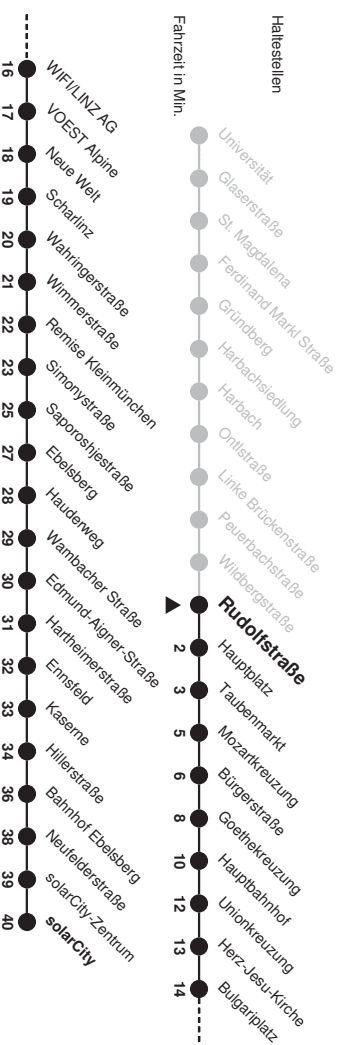 Haltestellen
Fahrzeit in Min.
Universität
Glaserstraße
St. Magdalena
Ferdinand Markl Straße
Gründberg
Harbachsiedlung
Harbach
Ontlstraße
Linke Brückenstraße
Peuerbachstraße
Wildbergstraße
Rudolfstraße
2 Hauptplatz
3 Taubenmarkt
5 Mozartkreuzung
6 Bürgerstraße
8 Goethekreuzung
10 Hauptbahnhof
12 Unionkreuzung
13 Herz-Jesu-Kirche
14 Bulgariplatz
16 WIFI/LINZ AG
17 VOEST Alpine
18 Neue Welt
19 Scharlinz
20 Wahringerstraße
21 Wimmerstraße
22 Remise Kleinmünchen
23 Simonystraße
25 Saporoshjestraße
27 Ebelsberg
28 Hauderweg
29 Wambacher Straße
30 Edmund-Aigner-Straße
31 Hartheimerstraße
32 Ennsfeld
33 Kaserne
34 Hillerstraße
36 Bahnhof Ebelsberg
38 Neufelderstraße
39 solarCity-Zentrum
40 solarCity